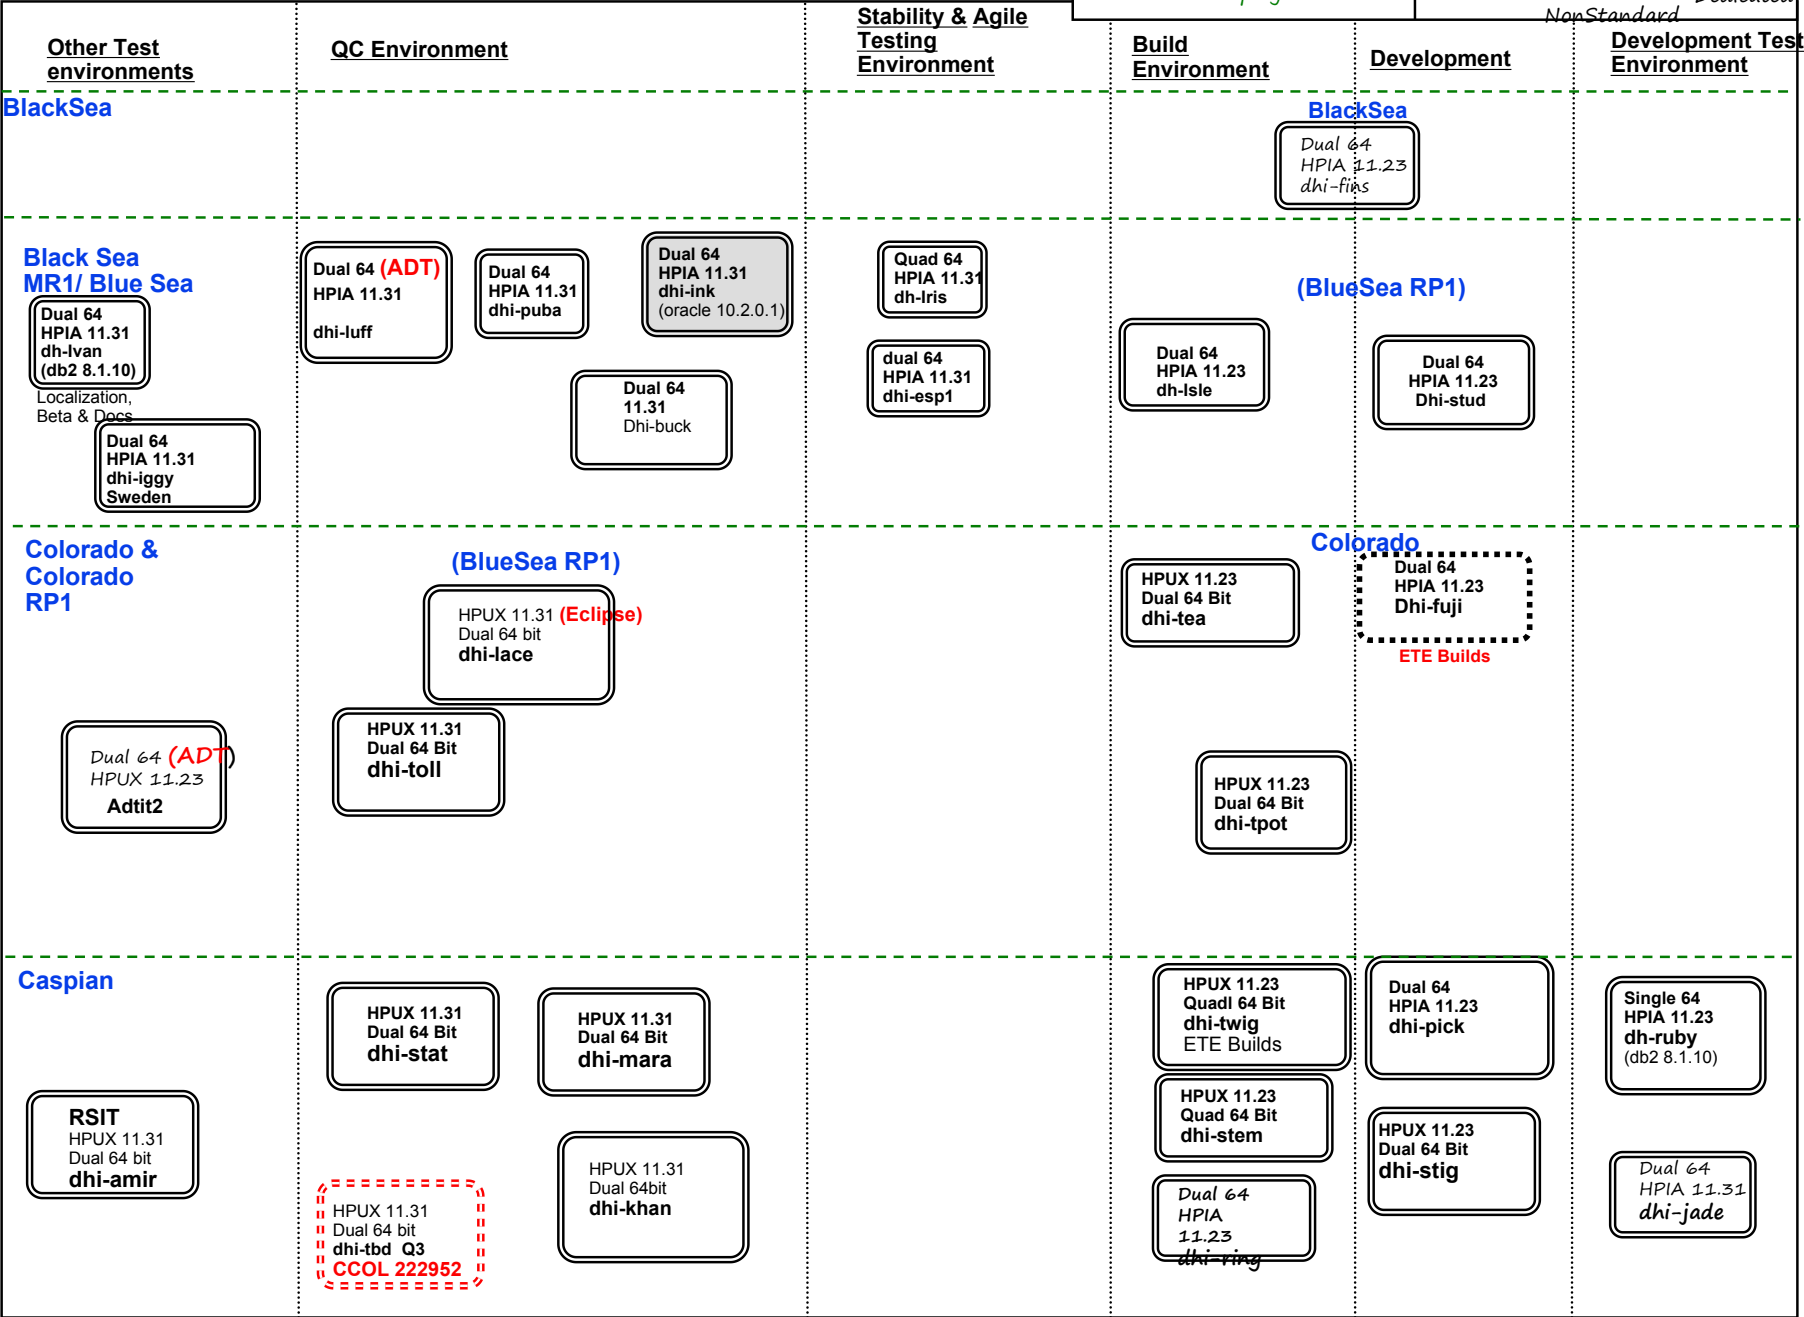 NonStandard
Other Test
environments
QC Environment
Stability & Agile
Testing
Environment
Build
Environment
Development
Development Test
Environment
BlackSea
BlackSea
Dual 64
HPIA 11.23
dhi-fins
Black Sea
MR1/ Blue Sea
Dual 64
HPIA 11.31
dh-Ivan
(db2 8.1.10)
Localization,
Beta & Docs
Dual 64
HPIA 11.31
dhi-iggy
Sweden
Dual 64 (ADT)
HPIA 11.31
dhi-luff
Dual 64
HPIA 11.31
dhi-puba
Dual 64
HPIA 11.31
dhi-ink
(oracle 10.2.0.1)
Dual 64
11.31
Dhi-buck
Quad 64
HPIA 11.31
dh-Iris
dual 64
HPIA 11.31
dhi-esp1
(BlueSea RP1)
Dual 64
HPIA 11.23
dh-Isle
Dual 64
HPIA 11.23
Dhi-stud
Colorado &
Colorado
RP1
(BlueSea RP1)
HPUX 11.31 (Eclipse)
Dual 64 bit
dhi-lace
HPUX 11.31
Dual 64 Bit
dhi-toll
Dual 64 (ADT)
HPUX 11.23
Adtit2
Colorado
HPUX 11.23
Dual 64 Bit
dhi-tea
Dual 64
HPIA 11.23
Dhi-fuji
ETE Builds
HPUX 11.23
Dual 64 Bit
dhi-tpot
Caspian
RSIT
HPUX 11.31
Dual 64 bit
dhi-amir
HPUX 11.31
Dual 64 Bit
dhi-stat
HPUX 11.31
Dual 64 Bit
dhi-mara
HPUX 11.31
Dual 64 bit
dhi-tbd Q3
CCOL 222952
HPUX 11.31
Dual 64bit
dhi-khan
HPUX 11.23
Quadl 64 Bit
dhi-twig
ETE Builds
HPUX 11.23
Quad 64 Bit
dhi-stem
Dual 64
HPIA
11.23
dhi-ring
Dual 64
HPIA 11.23
dhi-pick
HPUX 11.23
Dual 64 Bit
dhi-stig
Single 64
HPIA 11.23
dh-ruby
(db2 8.1.10)
Dual 64
HPIA 11.31
dhi-jade